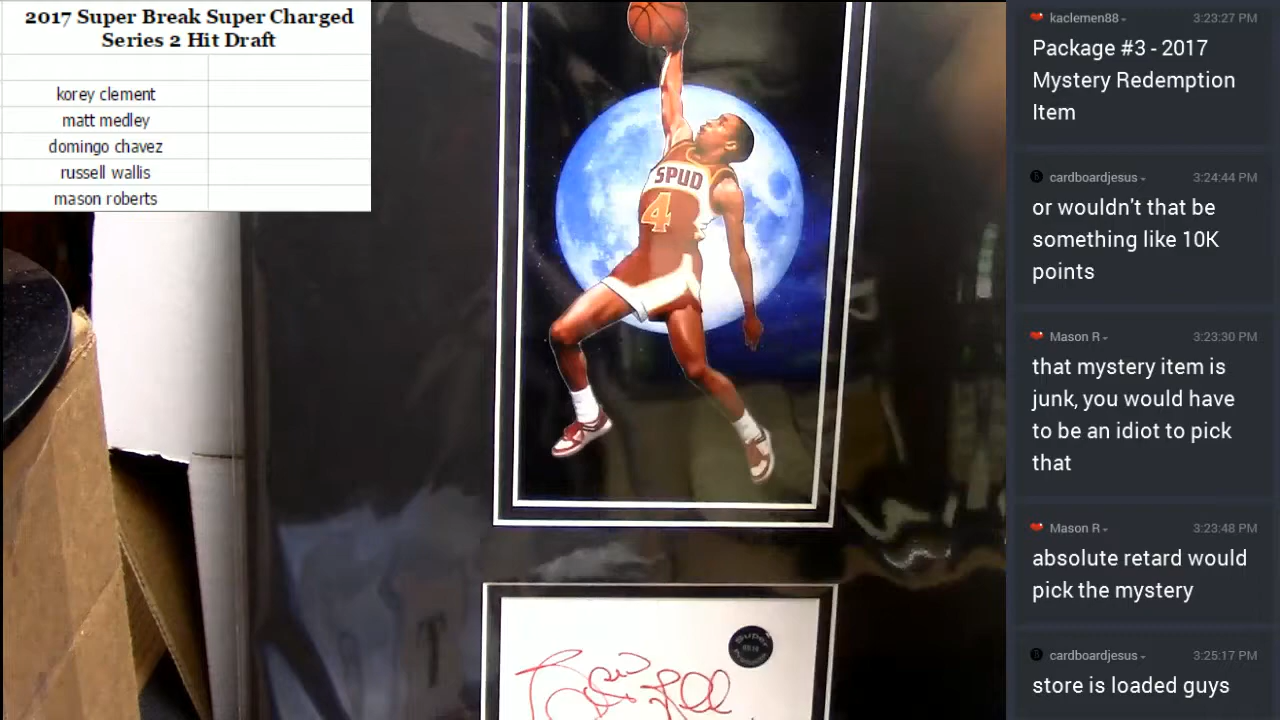 2017 Super Break Super Charged
Series 2 Hit Draft
korey clement
matt medley
domingo chavez
russell wallis
mason roberts
SPUD
4
Super
kaclemen88
3:23:27 PM
Package #3 - 2017
Mystery Redemption
Item
cardboardjesus
3:24:44 PM
or wouldn't that be
something like 10K
points
Mason R
3:23:30 PM
that mystery item is
junk, you would have
to be an idiot to pick
that
Mason R
3:23:48 PM
absolute retard would
pick the mystery
cardboardjesus
3:25:17 PM
store is loaded guys